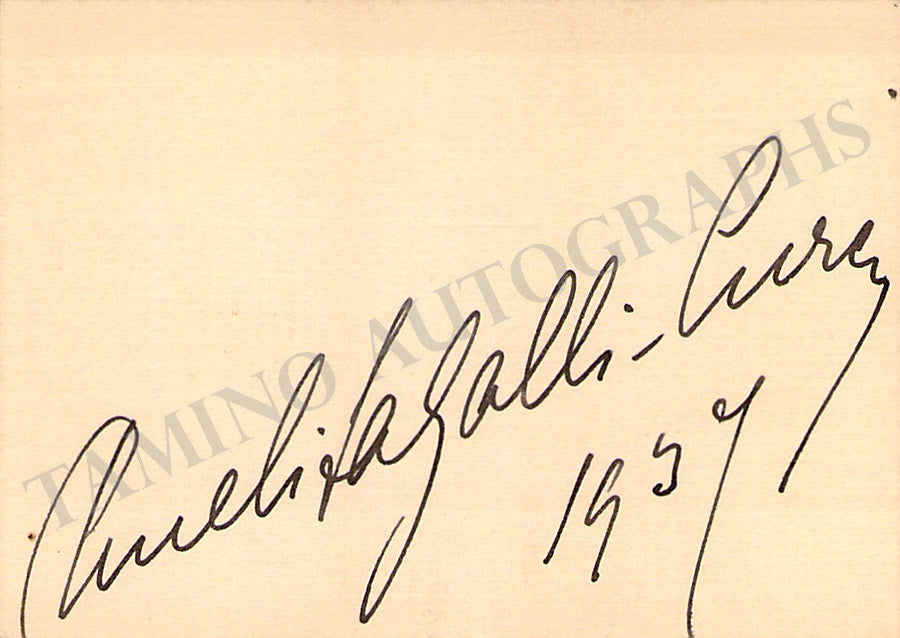 TAMINO AUTOGRAPHS
Amelita Galli-Curci
1937